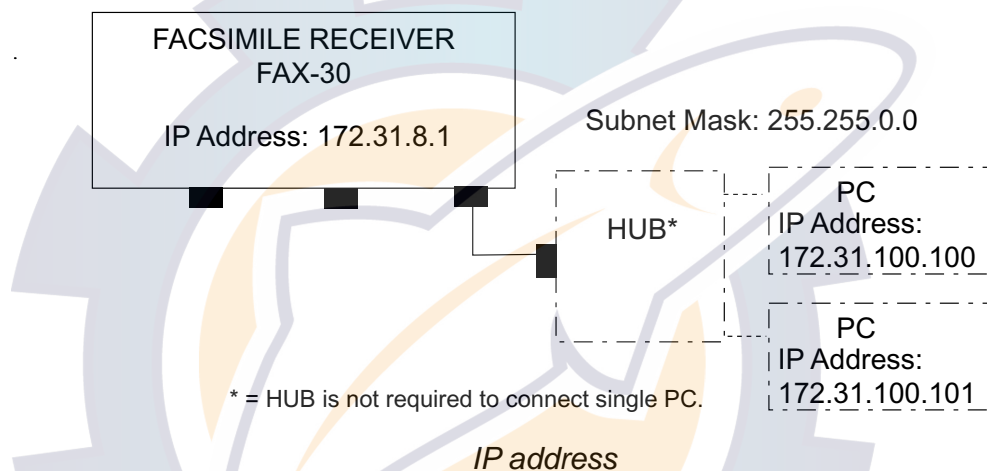 FACSIMILE RECEIVER
FAX-30
IP Address: 172.31.8.1
Subnet Mask: 255.255.0.0
HUB*
PC
IP Address:
172.31.100.100
PC
IP Address:
172.31.100.101
* = HUB is not required to connect single PC.
IP address